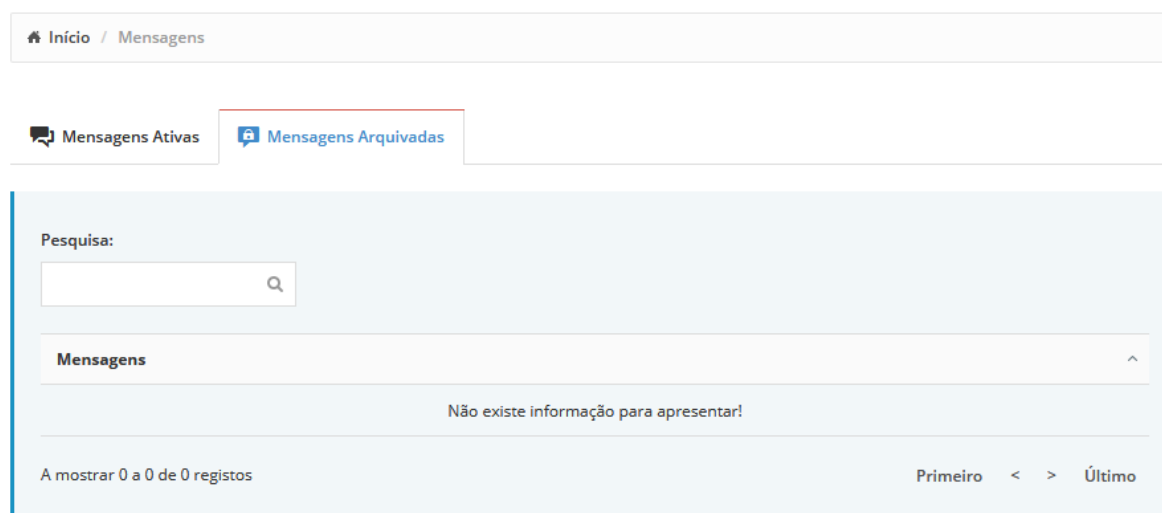 Início / Mensagens
Mensagens Ativas Mensagens Arquivadas
Pesquisa:
Mensagens
Não existe informação para apresentar!
A mostrar 0 a 0 de 0 registos Primeiro < > Último